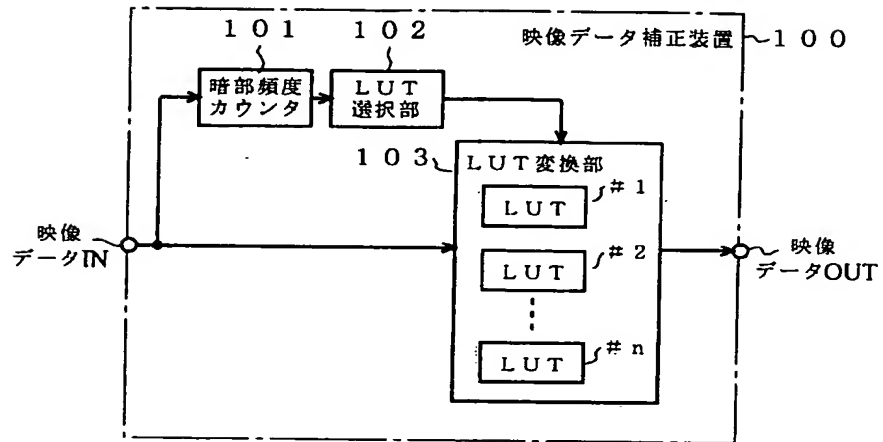 １０１
１０２
映像データ補正装置
１００
暗部頻度
カウンタ
ＬＵＴ
選択部
１０３
ＬＵＴ変換部
＃１
ＬＵＴ
映像
データIN
＃２
ＬＵＴ
映像
データOUT
＃ｎ
ＬＵＴ